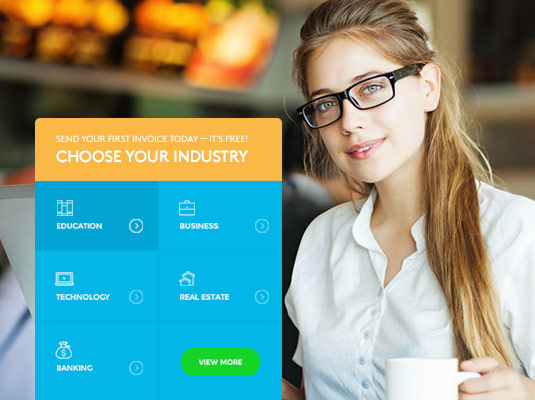 SEND YOUR FIRST INVOICE TODAY — IT'S FREE!
CHOOSE YOUR INDUSTRY
EDUCATION
BUSINESS
TECHNOLOGY
REAL ESTATE
BANKING
VIEW MORE